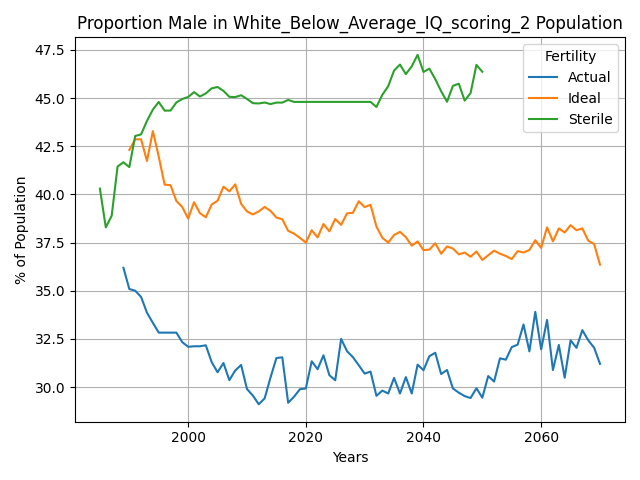 Proportion Male in White_Below_Average_IQ_scoring_2 Population
47.5
45.0
42.5
40.0
37.5
35.0
32.5
30.0
% of Population
Fertility
Actual
Ideal
Sterile
2000 2020 2040 2060
Years